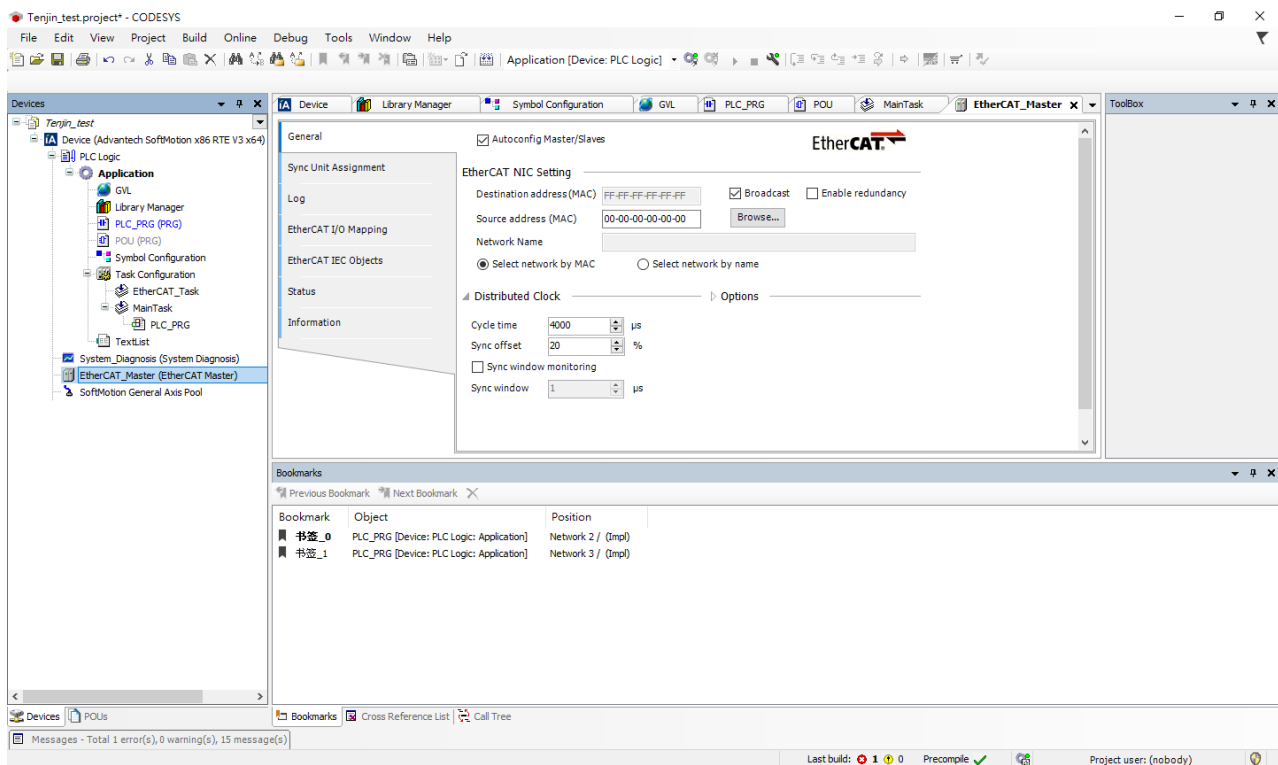 Tenjin_test.project* - CODESYS
File Edit View Project Build Online Debug Tools Window Help
Application [Device: PLC Logic]
Devices
Tenjin_test
Device (Advantech SoftMotion x86 RTE V3 x64)
PLC Logic
Application
GVL
Library Manager
PLC_PRG (PRG)
POU (PRG)
Symbol Configuration
Task Configuration
EtherCAT_Task
MainTask
PLC_PRG
TextList
System_Diagnosis (System Diagnosis)
EtherCAT_Master (EtherCAT Master)
SoftMotion General Axis Pool
Devices POUs
Device Library Manager Symbol Configuration GVL PLC_PRG POU MainTask EtherCAT_Master
General
Sync Unit Assignment
Log
EtherCAT I/O Mapping
EtherCAT IEC Objects
Status
Information
Autoconfig Master/Slaves
EtherCAT
EtherCAT NIC Setting
Destination address (MAC) FF-FF-FF-FF-FF-FF Broadcast Enable redundancy
Source address (MAC) 00-00-00-00-00-00 Browse...
Network Name
Select network by MAC Select network by name
Distributed Clock Options
Cycle time 4000 µs
Sync offset 20 %
Sync window monitoring
Sync window 1 µs
ToolBox
Bookmarks
Previous Bookmark Next Bookmark
Bookmark Object Position
书签_0 PLC_PRG [Device: PLC Logic: Application] Network 2 / (Impl)
书签_1 PLC_PRG [Device: PLC Logic: Application] Network 3 / (Impl)
Bookmarks Cross Reference List Call Tree
Messages - Total 1 error(s), 0 warning(s), 15 message(s)
Last build: 1 0 Precompile Project user: (nobody)